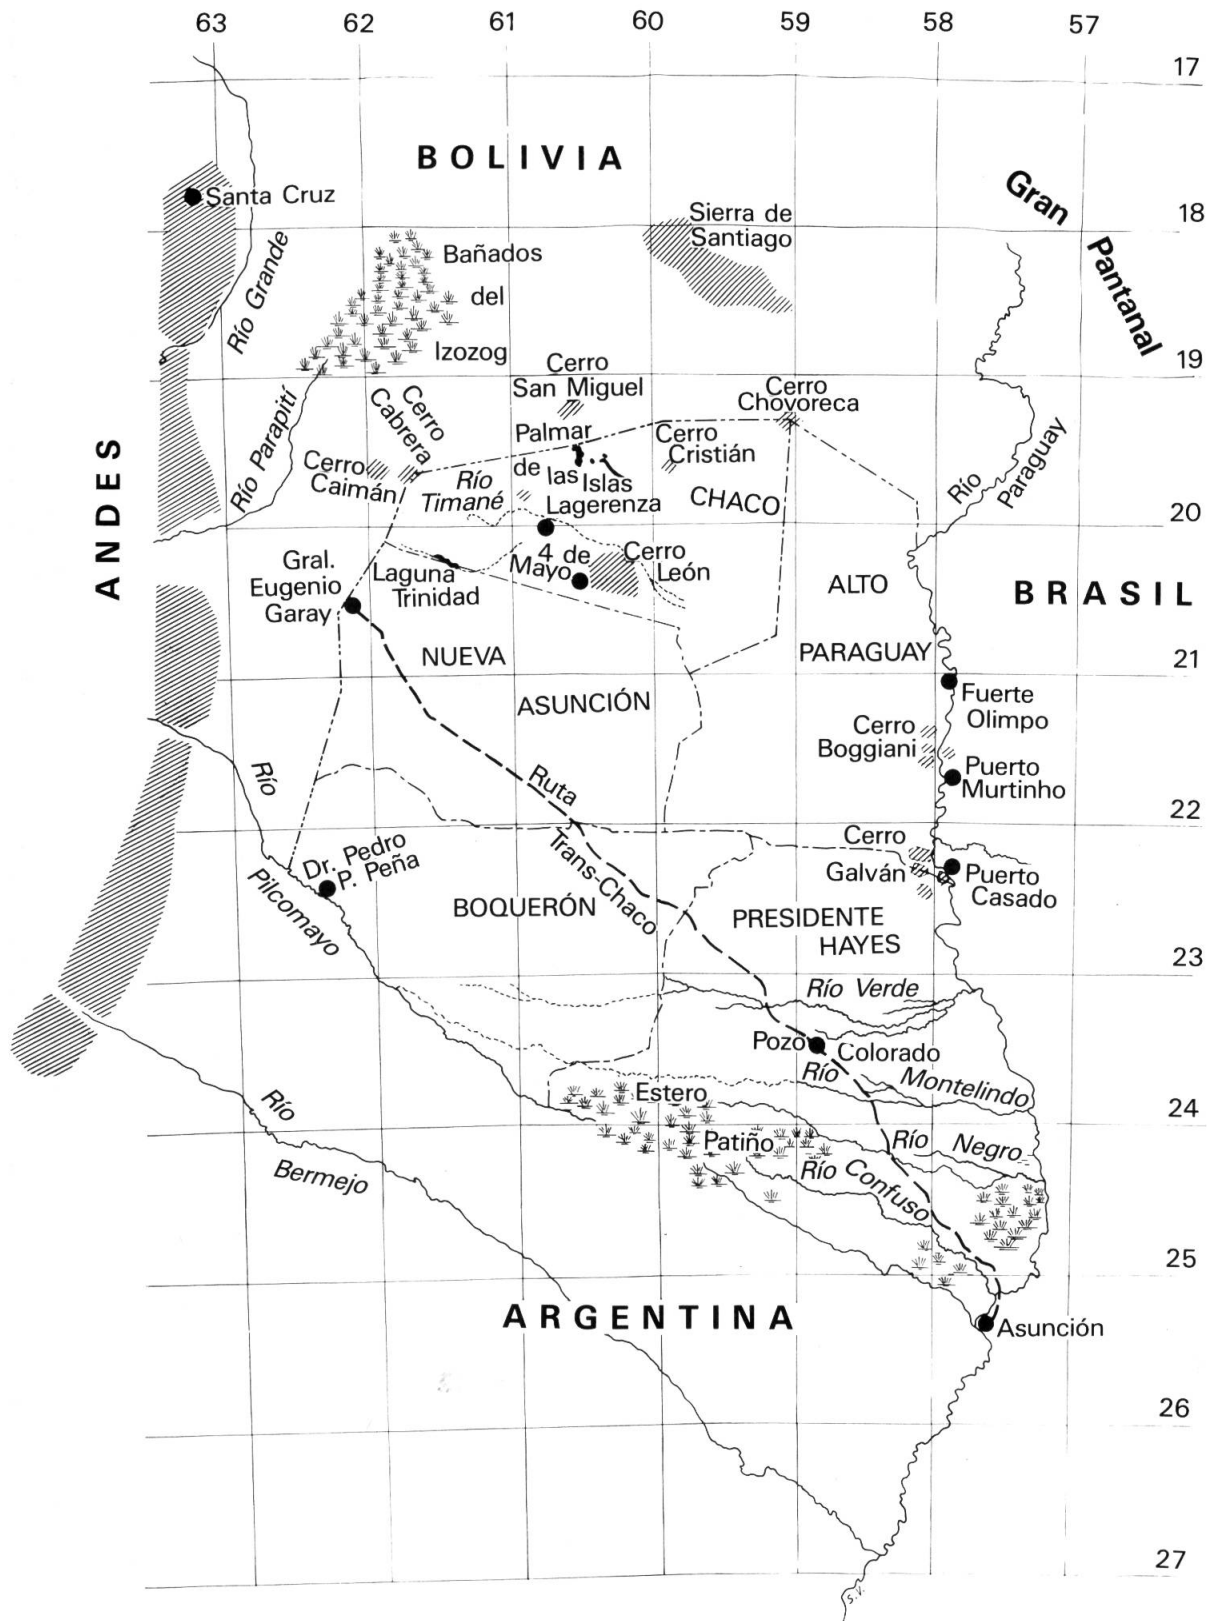 63 62 61 60 59 58 57
17
BOLIVIA
Santa Cruz
Gran
Pantanal
18
Sierra de
Santiago
Bañados
del
Izozog
Río Grande
19
Cerro
San Miguel
Cerro
Chovoreca
Cerro
Cabrera
Río Parapití
Palmar
de las Islas
Cerro
Cristián
Cerro
Caimán
Río
Timané
Lagerenza
CHACO
Río
Paraguay
20
ANDES
Gral.
Eugenio
Garay
Laguna
Trinidad
4 de
Mayo
Cerro
León
ALTO
PARAGUAY
BRASIL
NUEVA
ASUNCIÓN
21
Fuerte
Olimpo
Cerro
Boggiani
Puerto
Murtinho
Río
Pilcomayo
Ruta
Trans-Chaco
22
Dr. Pedro
P. Peña
Cerro
Galván
Puerto
Casado
BOQUERÓN
PRESIDENTE
HAYES
23
Río Verde
Pozo Colorado
Río Montelindo
Estero
Patiño
24
Río
Bermejo
Río Negro
Río Confuso
25
ARGENTINA
Asunción
26
27
S.V.